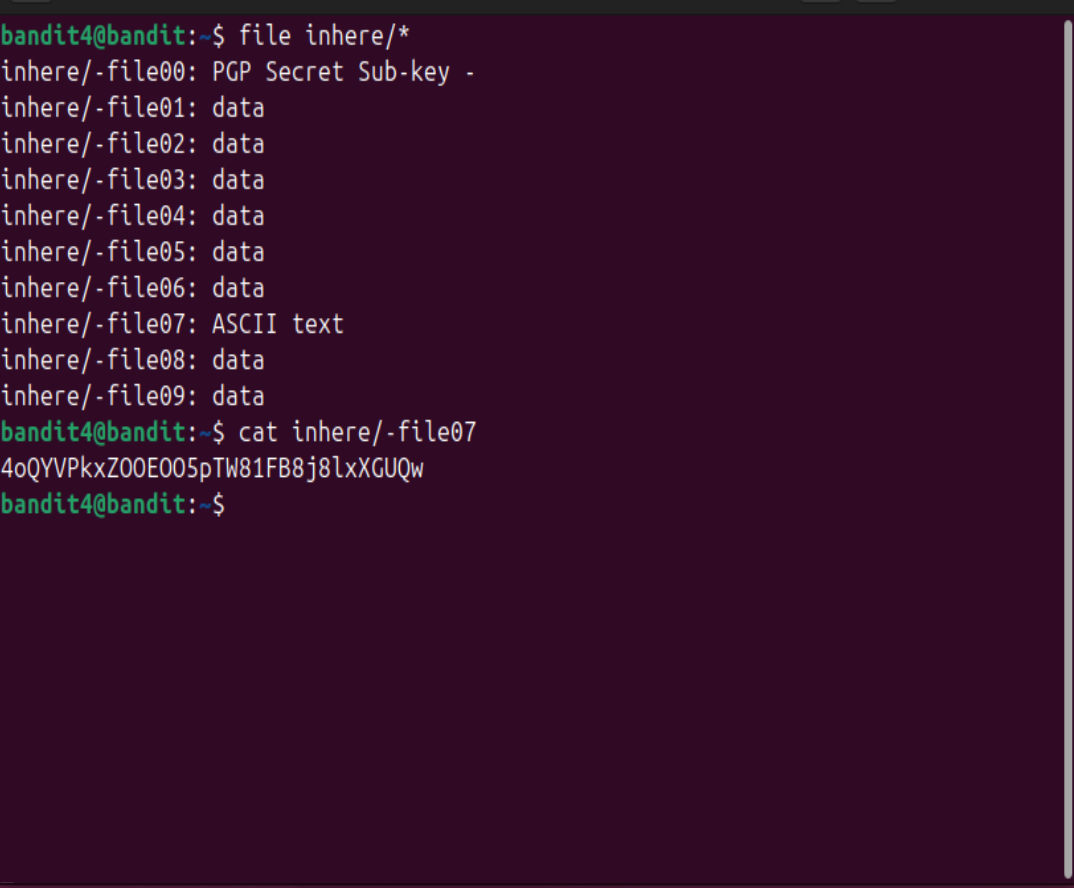 bandit4@bandit:~$ file inhere/*
inhere/-file00: PGP Secret Sub-key -
inhere/-file01: data
inhere/-file02: data
inhere/-file03: data
inhere/-file04: data
inhere/-file05: data
inhere/-file06: data
inhere/-file07: ASCII text
inhere/-file08: data
inhere/-file09: data
bandit4@bandit:~$ cat inhere/-file07
4oQYVPkxZOOEOO5pTW81FB8j8lxXGUQw
bandit4@bandit:~$